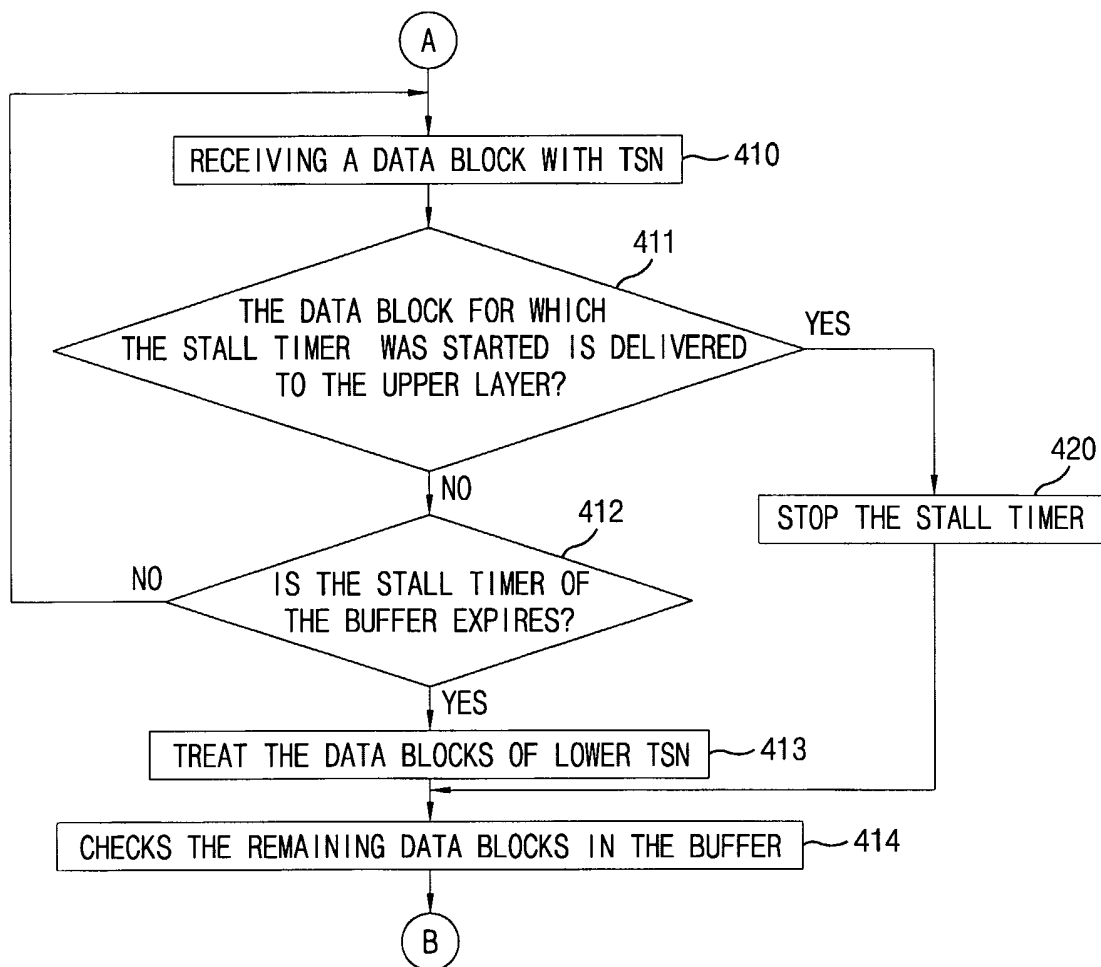 A
RECEIVING A DATA BLOCK WITH TSN
410
411
THE DATA BLOCK FOR WHICH
THE STALL TIMER WAS STARTED IS DELIVERED
TO THE UPPER LAYER?
YES
NO
420
STOP THE STALL TIMER
412
NO
IS THE STALL TIMER OF
THE BUFFER EXPIRES?
YES
TREAT THE DATA BLOCKS OF LOWER TSN
413
CHECKS THE REMAINING DATA BLOCKS IN THE BUFFER
414
B